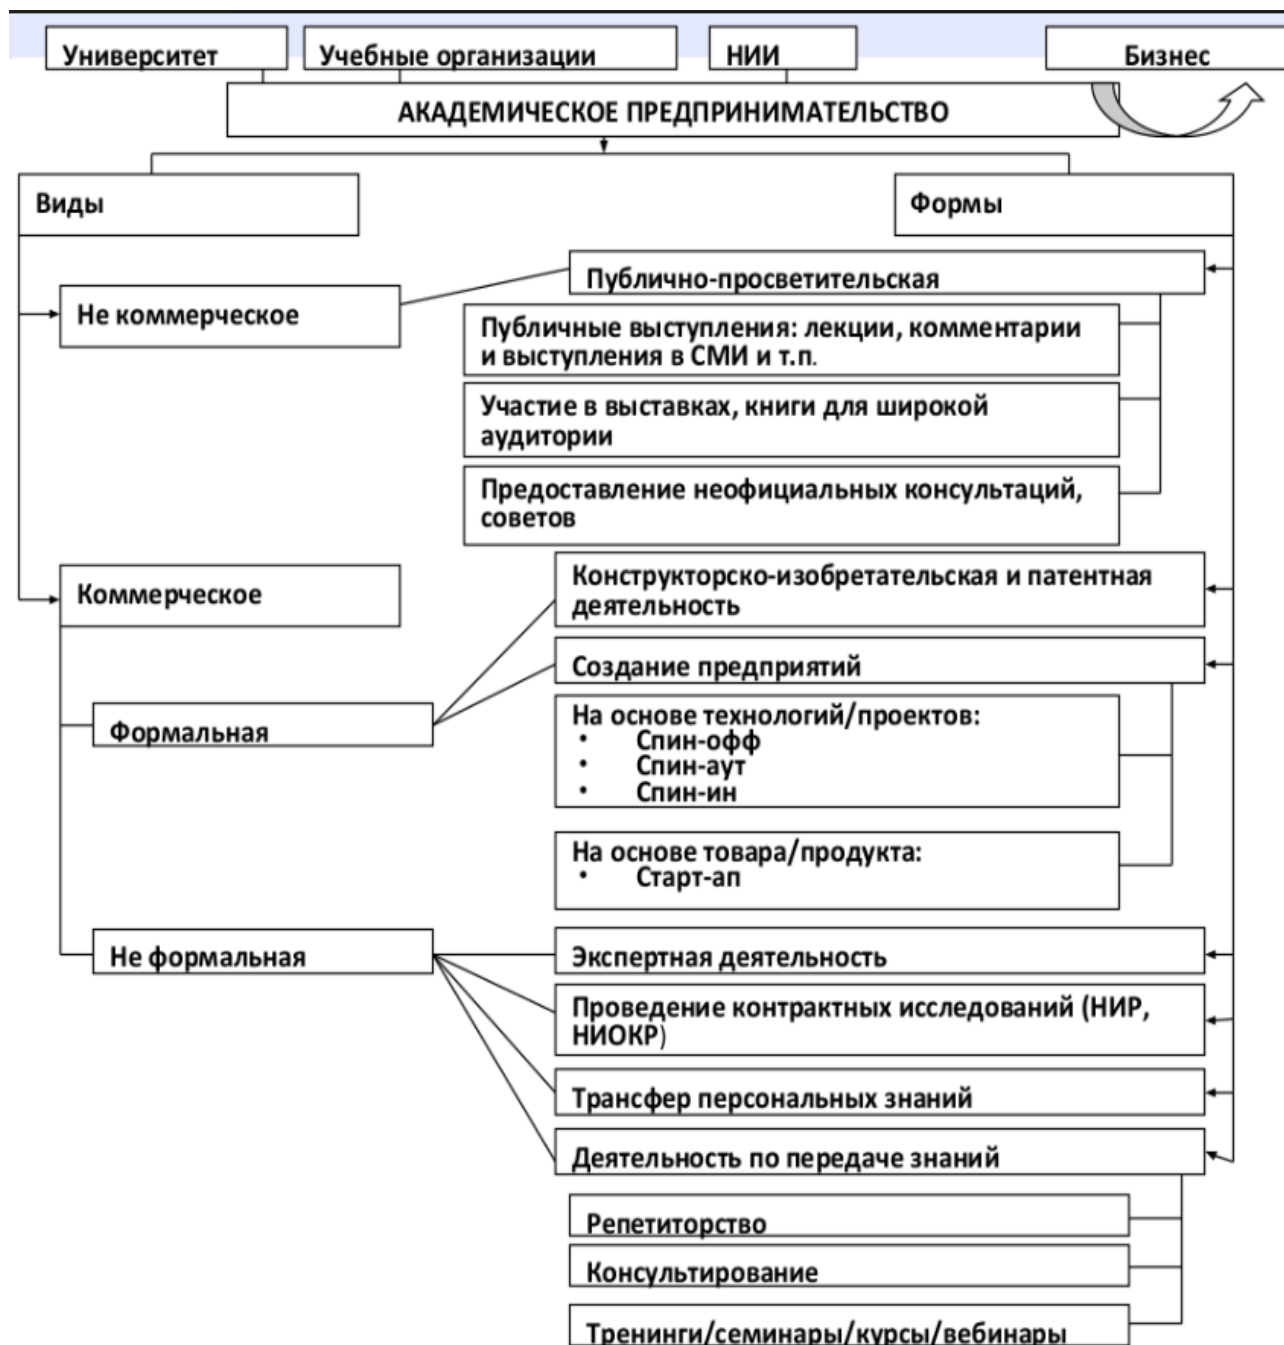 Университет
Учебные организации
НИИ
Бизнес
АКАДЕМИЧЕСКОЕ ПРЕДПРИНИМАТЕЛЬСТВО
Виды
Формы
Публично-просветительская
Не коммерческое
Публичные выступления: лекции, комментарии
и выступления в СМИ и т.п.
Участие в выставках, книги для широкой
аудитории
Предоставление неофициальных консультаций,
советов
Коммерческое
Конструкторско-изобретательская и патентная
деятельность
Создание предприятий
Формальная
На основе технологий/проектов:
• Спин-офф
• Спин-аут
• Спин-ин
На основе товара/продукта:
• Старт-ап
Не формальная
Экспертная деятельность
Проведение контрактных исследований (НИР,
НИОКР)
Трансфер персональных знаний
Деятельность по передаче знаний
Репетиторство
Консультирование
Тренинги/семинары/курсы/вебинары